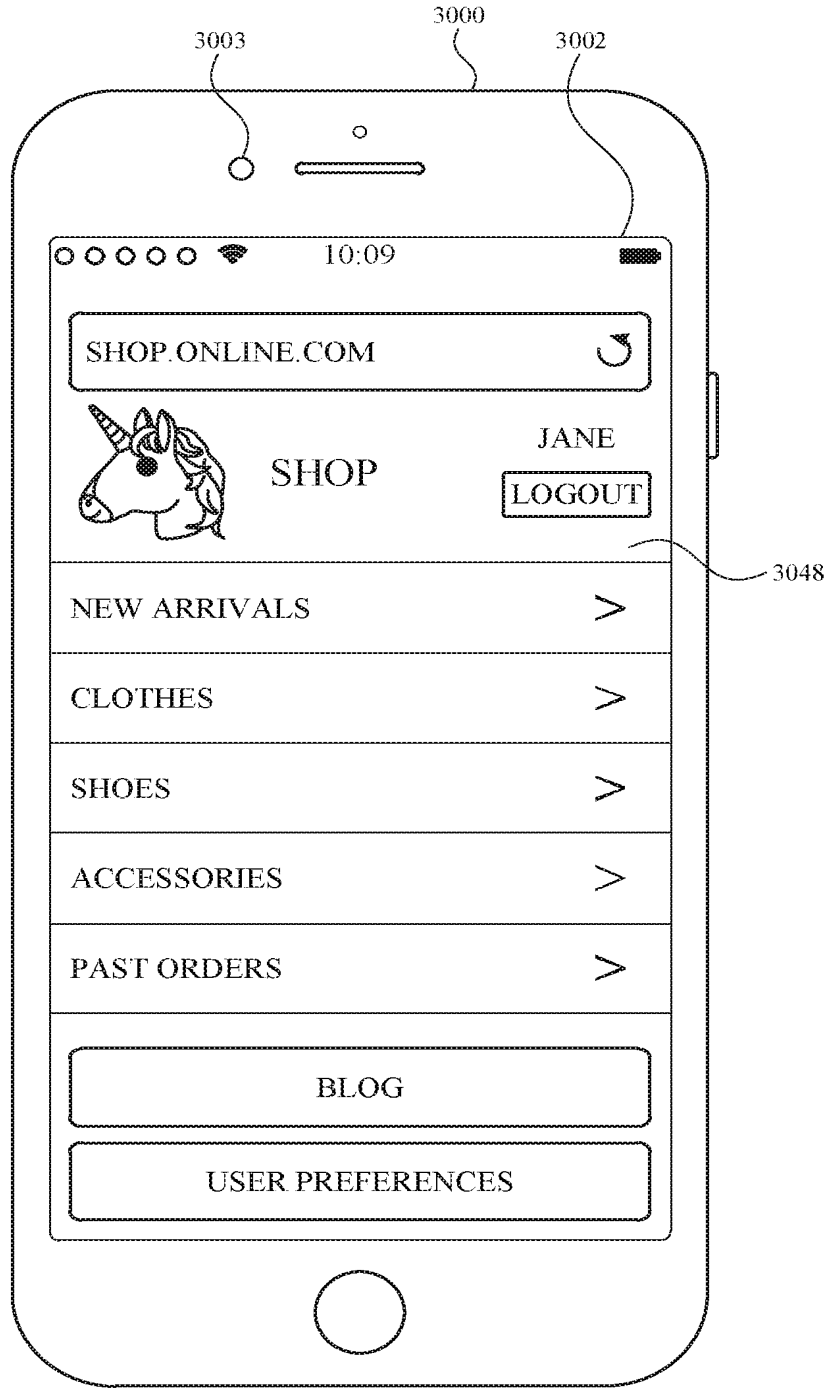 3000
3003
3002
10:09
SHOP.ONLINE.COM
JANE
SHOP
LOGOUT
3048
NEW ARRIVALS >
CLOTHES >
SHOES >
ACCESSORIES >
PAST ORDERS >
BLOG
USER PREFERENCES